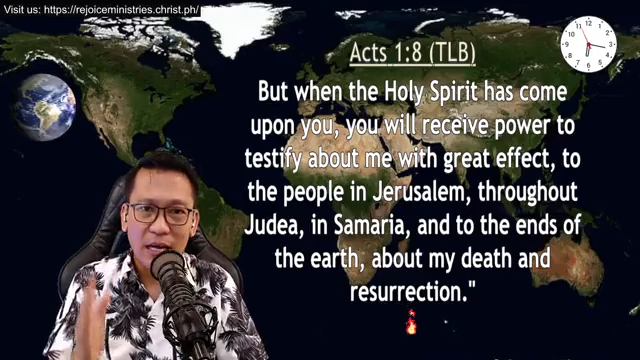 Visit us: https://rejoiceministries.christ.ph/
Acts 1:8 (TLB)
But when the Holy Spirit has come
upon you, you will receive power to
testify about me with great effect, to
the people in Jerusalem, throughout
Judea, in Samaria, and to the ends of
the earth, about my death and
resurrection."